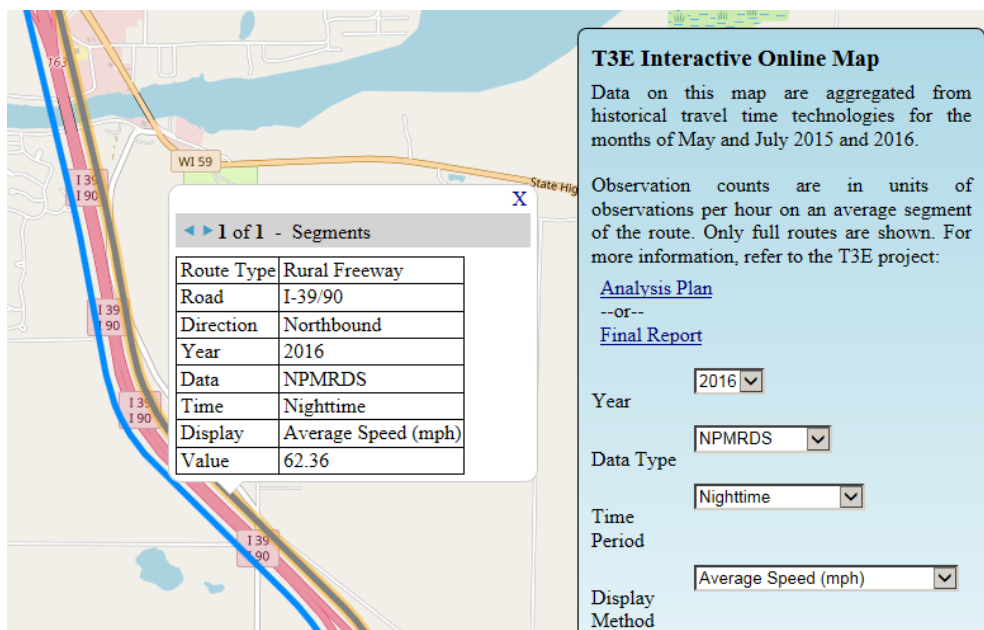 163
WI 59
State Hig
I 39
I 90
I 39
I 90
I 39
I 90
I 39
I 90
X
1 of 1 - Segments
Route Type Rural Freeway
Road I-39/90
Direction Northbound
Year 2016
Data NPMRDS
Time Nighttime
Display Average Speed (mph)
Value 62.36
T3E Interactive Online Map
Data on this map are aggregated from
historical travel time technologies for the
months of May and July 2015 and 2016.
Observation counts are in units of
observations per hour on an average segment
of the route. Only full routes are shown. For
more information, refer to the T3E project:
Analysis Plan
--or--
Final Report
Year 2016
Data Type NPMRDS
Time
Period Nighttime
Display
Method Average Speed (mph)